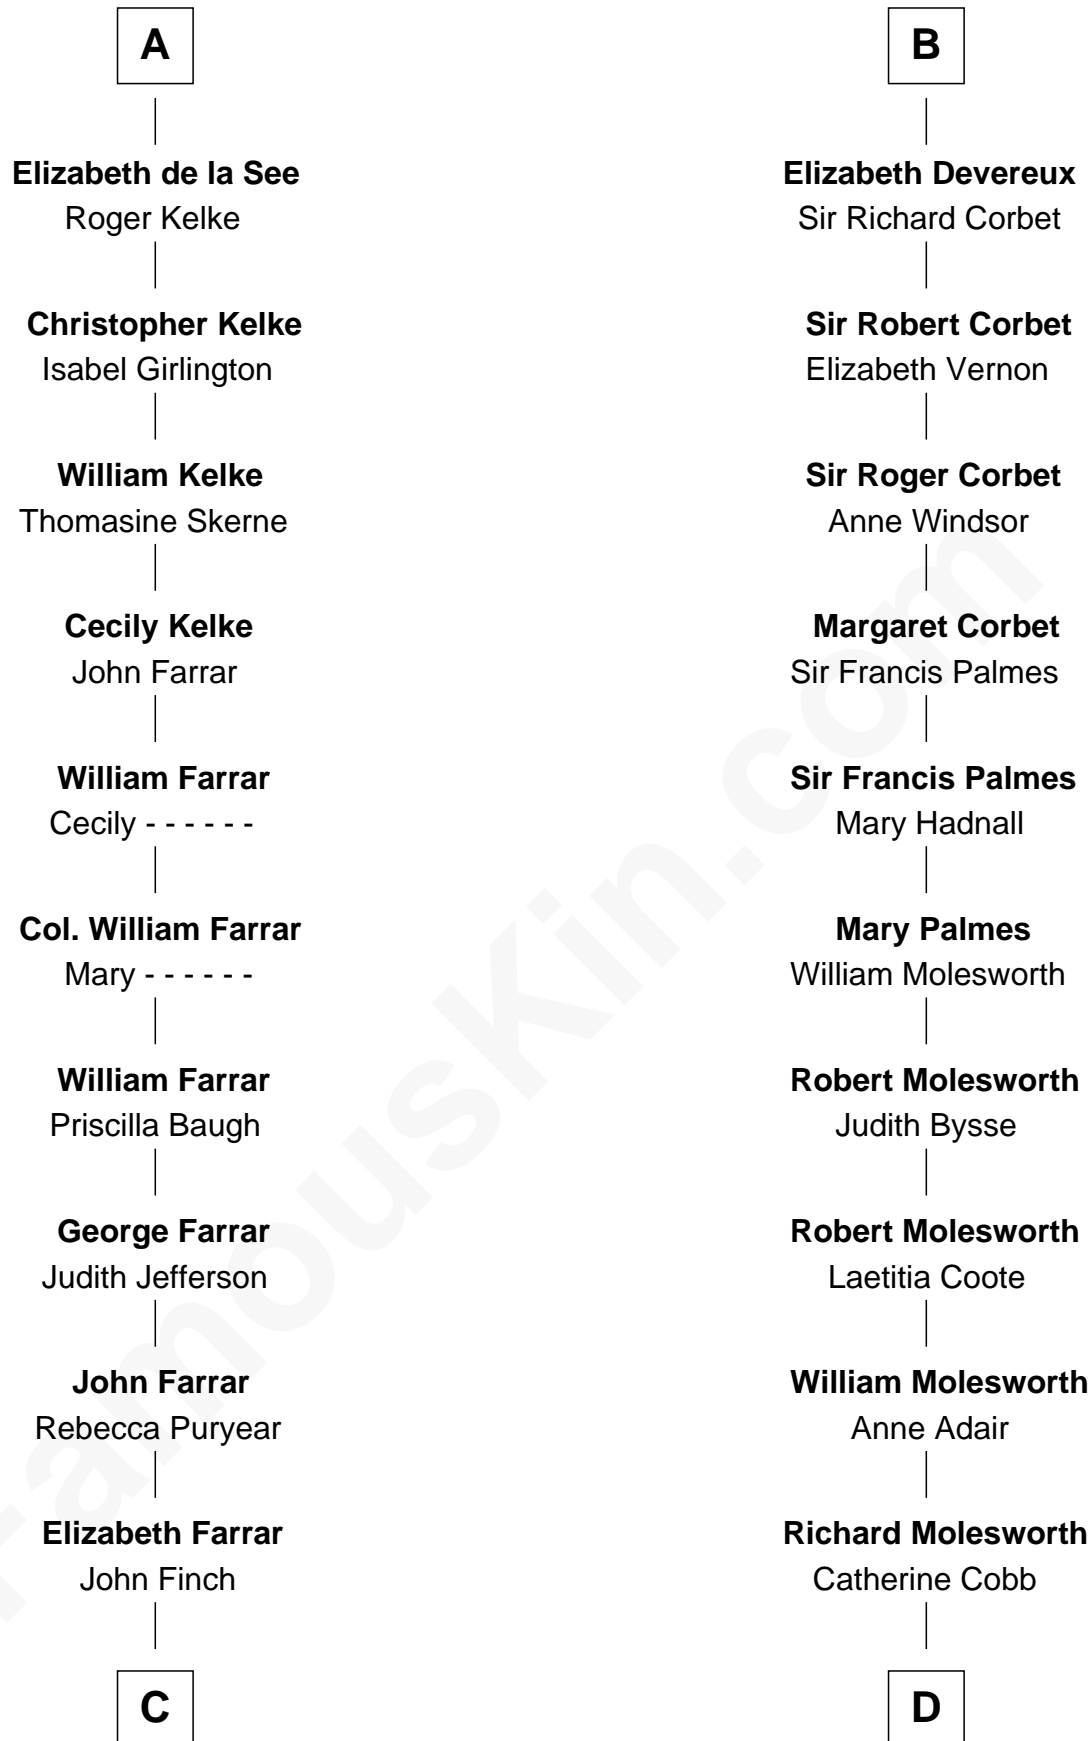 A
Elizabeth de la See
Roger Kelke
Christopher Kelke
Isabel Girlington
William Kelke
Thomasine Skerne
Cecily Kelke
John Farrar
William Farrar
Cecily - - - - - -
Col. William Farrar
Mary - - - - - -
William Farrar
Priscilla Baugh
George Farrar
Judith Jefferson
John Farrar
Rebecca Puryear
Elizabeth Farrar
John Finch
C
B
Elizabeth Devereux
Sir Richard Corbet
Sir Robert Corbet
Elizabeth Vernon
Sir Roger Corbet
Anne Windsor
Margaret Corbet
Sir Francis Palmes
Sir Francis Palmes
Mary Hadnall
Mary Palmes
William Molesworth
Robert Molesworth
Judith Bysse
Robert Molesworth
Laetitia Coote
William Molesworth
Anne Adair
Richard Molesworth
Catherine Cobb
D
FamousKin.com